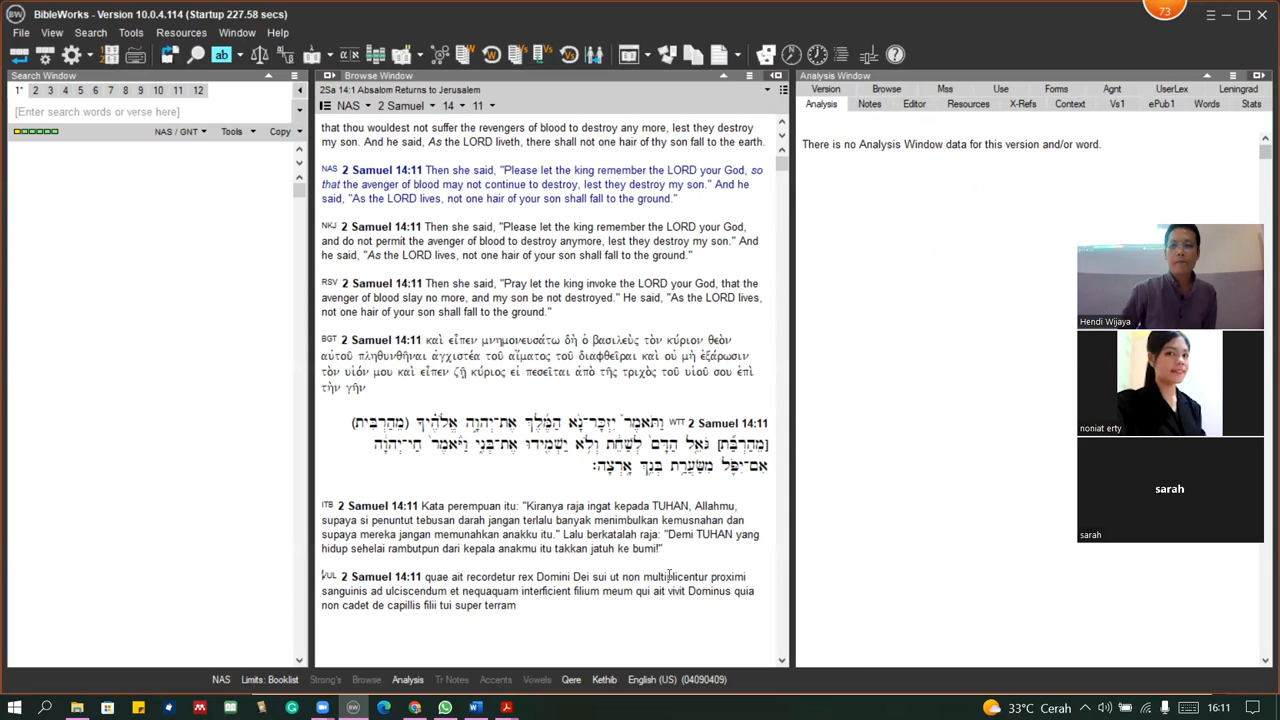 BibleWorks - Version 10.0.4.114 (Startup 227.58 secs)
73
File View Search Tools Resources Window Help
Search Window
Browse Window
Analysis Window
1* 2 3 4 5 6 7 8 9 10 11 12
[Enter search words or verse here]
NAS / GNT Tools Copy
2Sa 14:1 Absalom Returns to Jerusalem
NAS 2 Samuel 14 11
that thou wouldest not suffer the revengers of blood to destroy any more, lest they destroy
my son. And he said, As the LORD liveth, there shall not one hair of thy son fall to the earth.
NAS 2 Samuel 14:11 Then she said, "Please let the king remember the LORD your God, so
that the avenger of blood may not continue to destroy, lest they destroy my son." And he
said, "As the LORD lives, not one hair of your son shall fall to the ground."
NKJ 2 Samuel 14:11 Then she said, "Please let the king remember the LORD your God,
and do not permit the avenger of blood to destroy anymore, lest they destroy my son." And
he said, "As the LORD lives, not one hair of your son shall fall to the ground."
RSV 2 Samuel 14:11 Then she said, "Pray let the king invoke the LORD your God, that the
avenger of blood slay no more, and my son be not destroyed." He said, "As the LORD lives,
not one hair of your son shall fall to the ground."
BGT 2 Samuel 14:11 καὶ εἶπεν μνημονευσάτω δὴ ὁ βασιλεὺς τὸν κύριον θεὸν
αὐτοῦ πληθυνθῆναι ἀγχιστέα τοῦ αἵματος τοῦ διαφθεῖραι καὶ οὐ μὴ ἐξάρωσιν
τὸν υἱόν μου καὶ εἶπεν ζῇ κύριος εἰ πεσεῖται ἀπὸ τῆς τριχὸς τοῦ υἱοῦ σου ἐπὶ
τὴν γῆν
WTT 2 Samuel 14:11 וַתֹּאמֶר֩ יִזְכָּר־נָ֨א הַמֶּ֜לֶךְ אֶת־יְהוָ֣ה אֱלֹהֶ֗יךָ (מֵהַרְבִּית)
[מֵהַרְבַּ֞ת] גֹּאֵ֤ל הַדָּם֙ לְשַׁחֵ֔ת וְלֹ֥א יַשְׁמִ֖ידוּ אֶת־בְּנִ֑י וַיֹּ֙אמֶר֙ חַי־יְהוָ֔ה
אִם־יִפֹּ֛ל מִשַּׂעֲרַ֥ת בְּנֵ֖ךְ אָֽרְצָה׃
ITB 2 Samuel 14:11 Kata perempuan itu: "Kiranya raja ingat kepada TUHAN, Allahmu,
supaya si penuntut tebusan darah jangan terlalu banyak menimbulkan kemusnahan dan
supaya mereka jangan memunahkan anakku itu." Lalu berkatalah raja: "Demi TUHAN yang
hidup sehelai rambutpun dari kepala anakmu itu takkan jatuh ke bumi!"
VUL 2 Samuel 14:11 quae ait recordetur rex Domini Dei sui ut non multiplicentur proximi
sanguinis ad ulciscendum et nequaquam interficient filium meum qui ait vivit Dominus quia
non cadet de capillis filii tui super terram
Version Browse Mss Use Forms Agnt UserLex Leningrad
Analysis Notes Editor Resources X-Refs Context Vs1 ePub1 Words Stats
There is no Analysis Window data for this version and/or word.
Hendi Wijaya
noniat erty
sarah
sarah
NAS Limits: Booklist Strong's Browse Analysis Tr Notes Accents Vowels Qere Kethib English (US) (04090409)
33°C Cerah
16:11